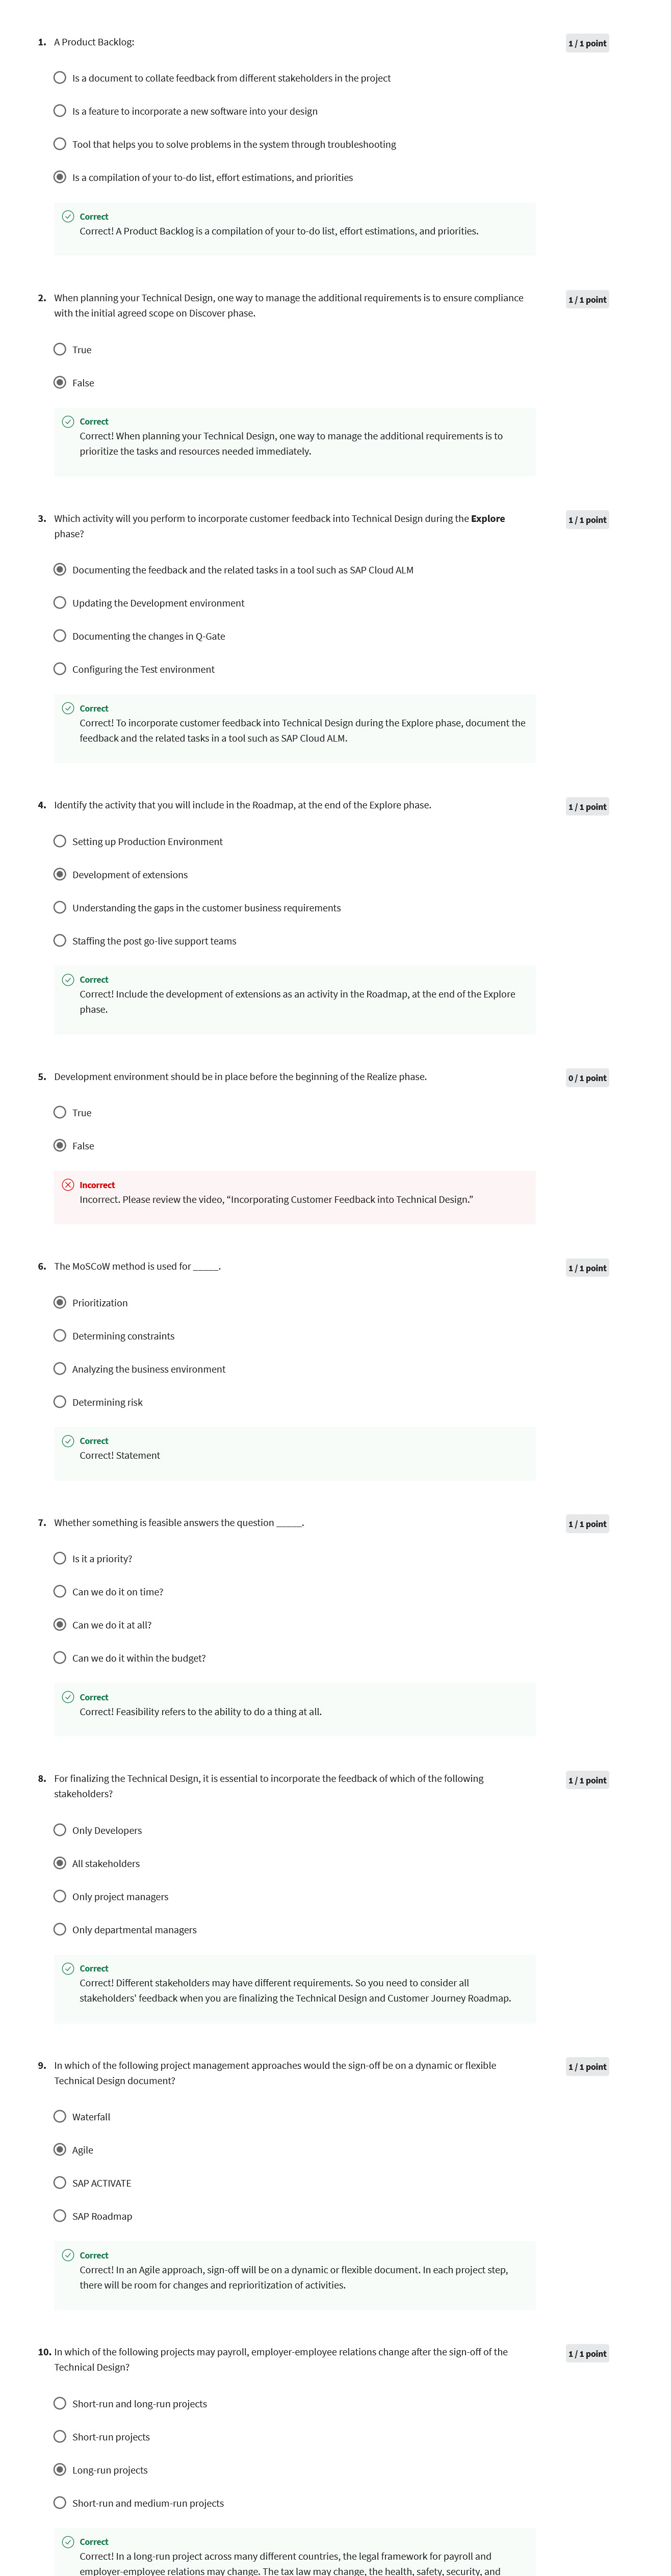 1. A Product Backlog:
1 / 1 point
Is a document to collate feedback from different stakeholders in the project
Is a feature to incorporate a new software into your design
Tool that helps you to solve problems in the system through troubleshooting
Is a compilation of your to-do list, effort estimations, and priorities
Correct
Correct! A Product Backlog is a compilation of your to-do list, effort estimations, and priorities.
2. When planning your Technical Design, one way to manage the additional requirements is to ensure compliance
with the initial agreed scope on Discover phase.
1 / 1 point
True
False
Correct
Correct! When planning your Technical Design, one way to manage the additional requirements is to
prioritize the tasks and resources needed immediately.
3. Which activity will you perform to incorporate customer feedback into Technical Design during the Explore
phase?
1 / 1 point
Documenting the feedback and the related tasks in a tool such as SAP Cloud ALM
Updating the Development environment
Documenting the changes in Q-Gate
Configuring the Test environment
Correct
Correct! To incorporate customer feedback into Technical Design during the Explore phase, document the
feedback and the related tasks in a tool such as SAP Cloud ALM.
4. Identify the activity that you will include in the Roadmap, at the end of the Explore phase.
1 / 1 point
Setting up Production Environment
Development of extensions
Understanding the gaps in the customer business requirements
Staffing the post go-live support teams
Correct
Correct! Include the development of extensions as an activity in the Roadmap, at the end of the Explore
phase.
5. Development environment should be in place before the beginning of the Realize phase.
0 / 1 point
True
False
Incorrect
Incorrect. Please review the video, "Incorporating Customer Feedback into Technical Design."
6. The MoSCoW method is used for _____.
1 / 1 point
Prioritization
Determining constraints
Analyzing the business environment
Determining risk
Correct
Correct! Statement
7. Whether something is feasible answers the question _____.
1 / 1 point
Is it a priority?
Can we do it on time?
Can we do it at all?
Can we do it within the budget?
Correct
Correct! Feasibility refers to the ability to do a thing at all.
8. For finalizing the Technical Design, it is essential to incorporate the feedback of which of the following
stakeholders?
1 / 1 point
Only Developers
All stakeholders
Only project managers
Only departmental managers
Correct
Correct! Different stakeholders may have different requirements. So you need to consider all
stakeholders' feedback when you are finalizing the Technical Design and Customer Journey Roadmap.
9. In which of the following project management approaches would the sign-off be on a dynamic or flexible
Technical Design document?
1 / 1 point
Waterfall
Agile
SAP ACTIVATE
SAP Roadmap
Correct
Correct! In an Agile approach, sign-off will be on a dynamic or flexible document. In each project step,
there will be room for changes and reprioritization of activities.
10. In which of the following projects may payroll, employer-employee relations change after the sign-off of the
Technical Design?
1 / 1 point
Short-run and long-run projects
Short-run projects
Long-run projects
Short-run and medium-run projects
Correct
Correct! In a long-run project across many different countries, the legal framework for payroll and
employer-employee relations may change. The tax law may change, the health, safety, security, and